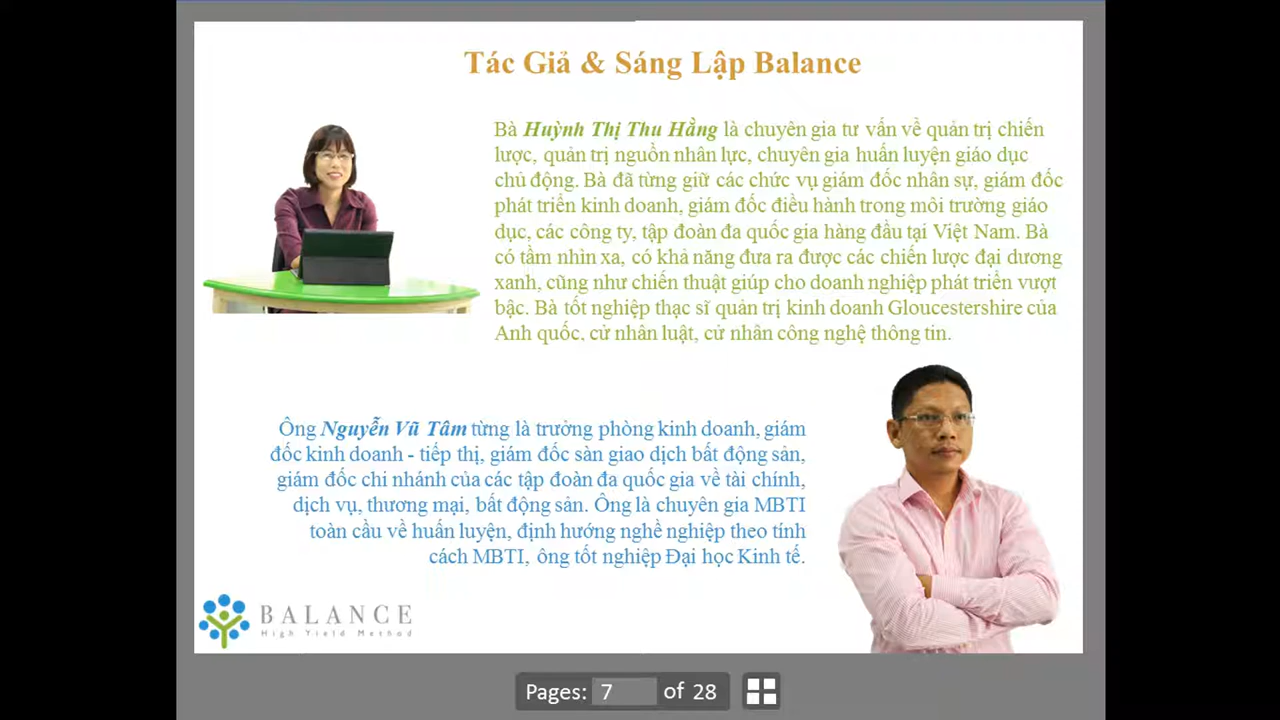 Tác Giả & Sáng Lập Balance
Bà Huỳnh Thị Thu Hằng là chuyên gia tư vấn về quản trị chiến
lược, quản trị nguồn nhân lực, chuyên gia huấn luyện giáo dục
chủ động. Bà đã từng giữ các chức vụ giám đốc nhân sự, giám đốc
phát triển kinh doanh, giám đốc điều hành trong môi trường giáo
dục, các công ty, tập đoàn đa quốc gia hàng đầu tại Việt Nam. Bà
có tầm nhìn xa, có khả năng đưa ra được các chiến lược đại dương
xanh, cũng như chiến thuật giúp cho doanh nghiệp phát triển vượt
bậc. Bà tốt nghiệp thạc sĩ quản trị kinh doanh Gloucestershire của
Anh quốc, cử nhân luật, cử nhân công nghệ thông tin.
Ông Nguyễn Vũ Tâm từng là trưởng phòng kinh doanh, giám
đốc kinh doanh - tiếp thị, giám đốc sàn giao dịch bất động sản,
giám đốc chi nhánh của các tập đoàn đa quốc gia về tài chính,
dịch vụ, thương mại, bất động sản. Ông là chuyên gia MBTI
toàn cầu về huấn luyện, định hướng nghề nghiệp theo tính
cách MBTI, ông tốt nghiệp Đại học Kinh tế.
BALANCE
High Yield Method
Pages: 7 of 28